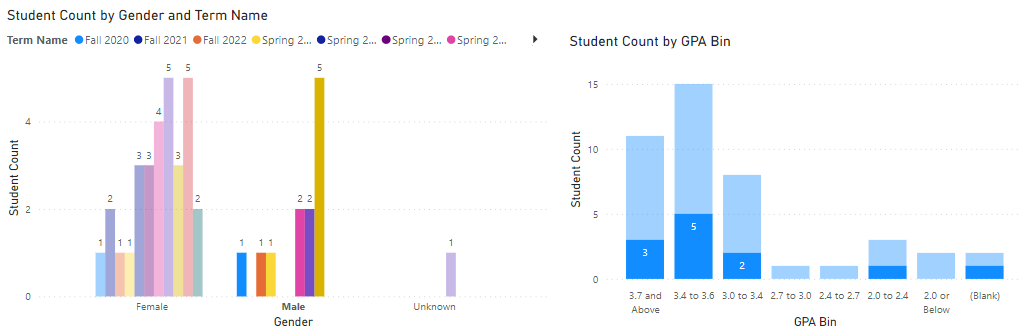 Student Count by Gender and Term Name
Term Name Fall 2020 Fall 2021 Fall 2022 Spring 2... Spring 2... Spring 2... Spring 2...
Student Count
4
2
0
1
2
1
1
3
3
4
5
3
5
2
1
1
1
2
2
5
1
Female
Male
Unknown
Gender
Student Count by GPA Bin
Student Count
15
10
5
0
3
5
2
3.7 and
Above
3.4 to 3.6
3.0 to 3.4
2.7 to 3.0
2.4 to 2.7
2.0 to 2.4
2.0 or
Below
(Blank)
GPA Bin